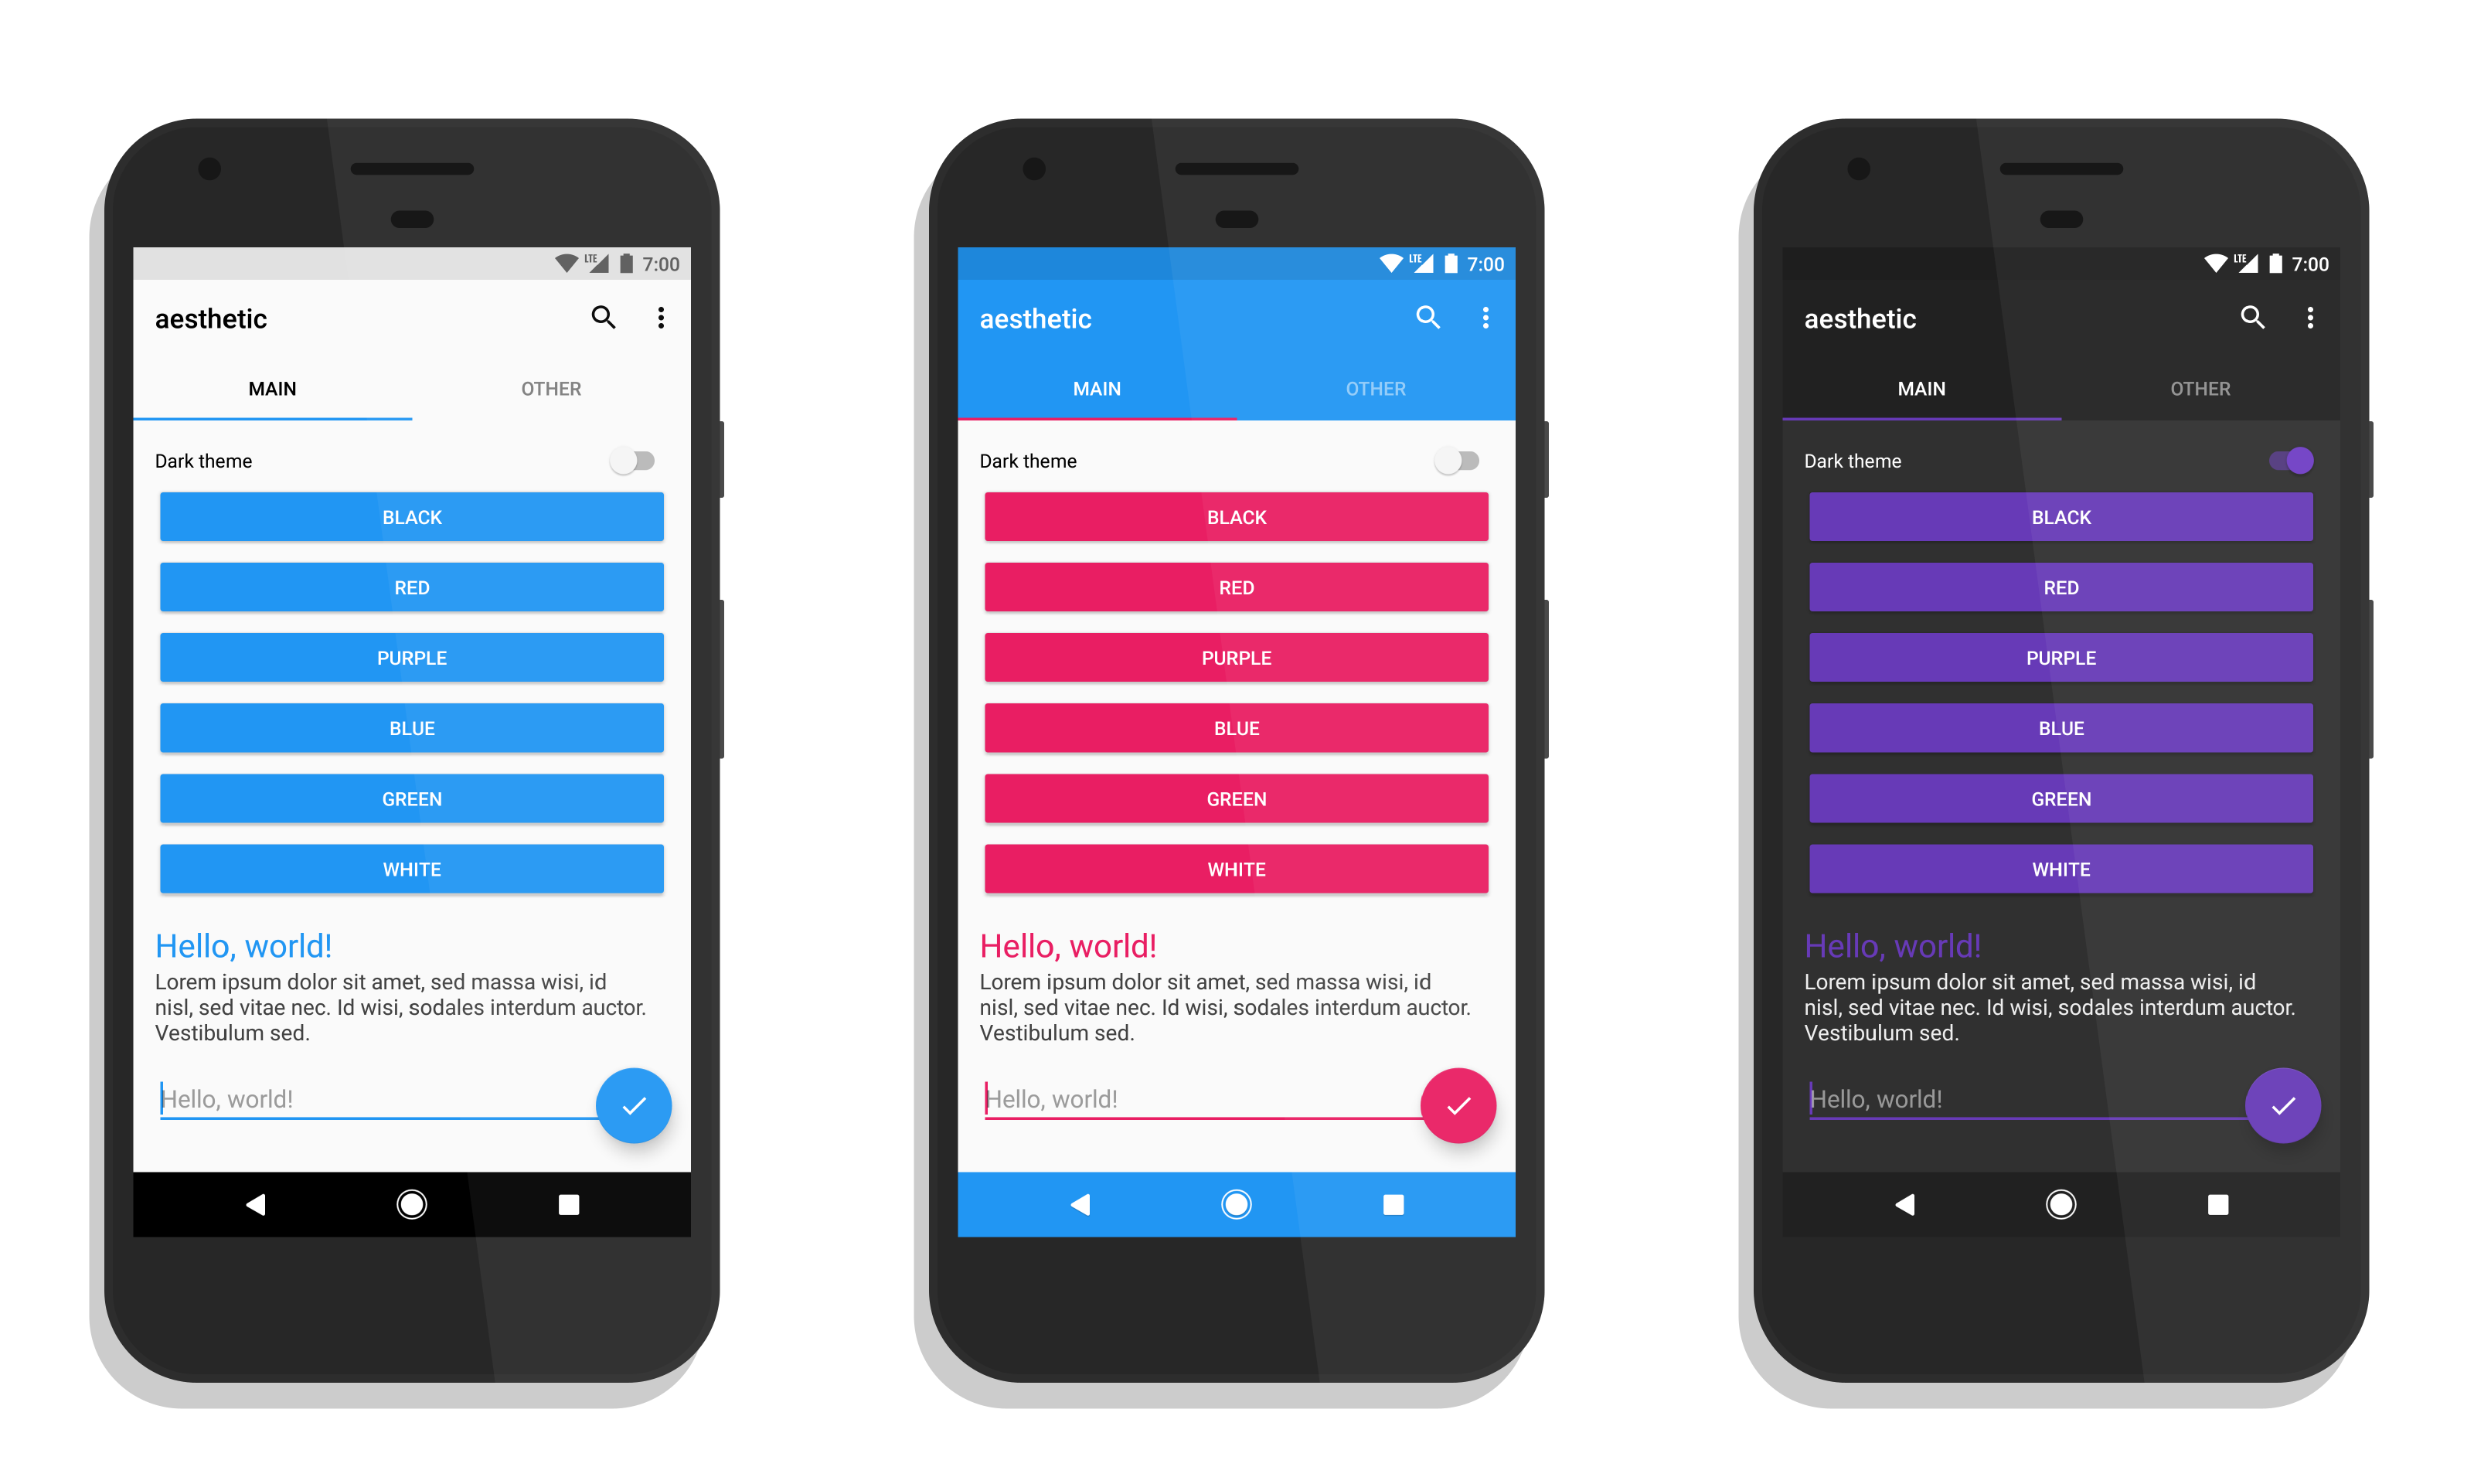 LTE 7:00
aesthetic
MAIN OTHER
Dark theme
BLACK
RED
PURPLE
BLUE
GREEN
WHITE
Hello, world!
Lorem ipsum dolor sit amet, sed massa wisi, id
nisl, sed vitae nec. Id wisi, sodales interdum auctor.
Vestibulum sed.
Hello, world!
LTE 7:00
aesthetic
MAIN OTHER
Dark theme
BLACK
RED
PURPLE
BLUE
GREEN
WHITE
Hello, world!
Lorem ipsum dolor sit amet, sed massa wisi, id
nisl, sed vitae nec. Id wisi, sodales interdum auctor.
Vestibulum sed.
Hello, world!
LTE 7:00
aesthetic
MAIN OTHER
Dark theme
BLACK
RED
PURPLE
BLUE
GREEN
WHITE
Hello, world!
Lorem ipsum dolor sit amet, sed massa wisi, id
nisl, sed vitae nec. Id wisi, sodales interdum auctor.
Vestibulum sed.
Hello, world!